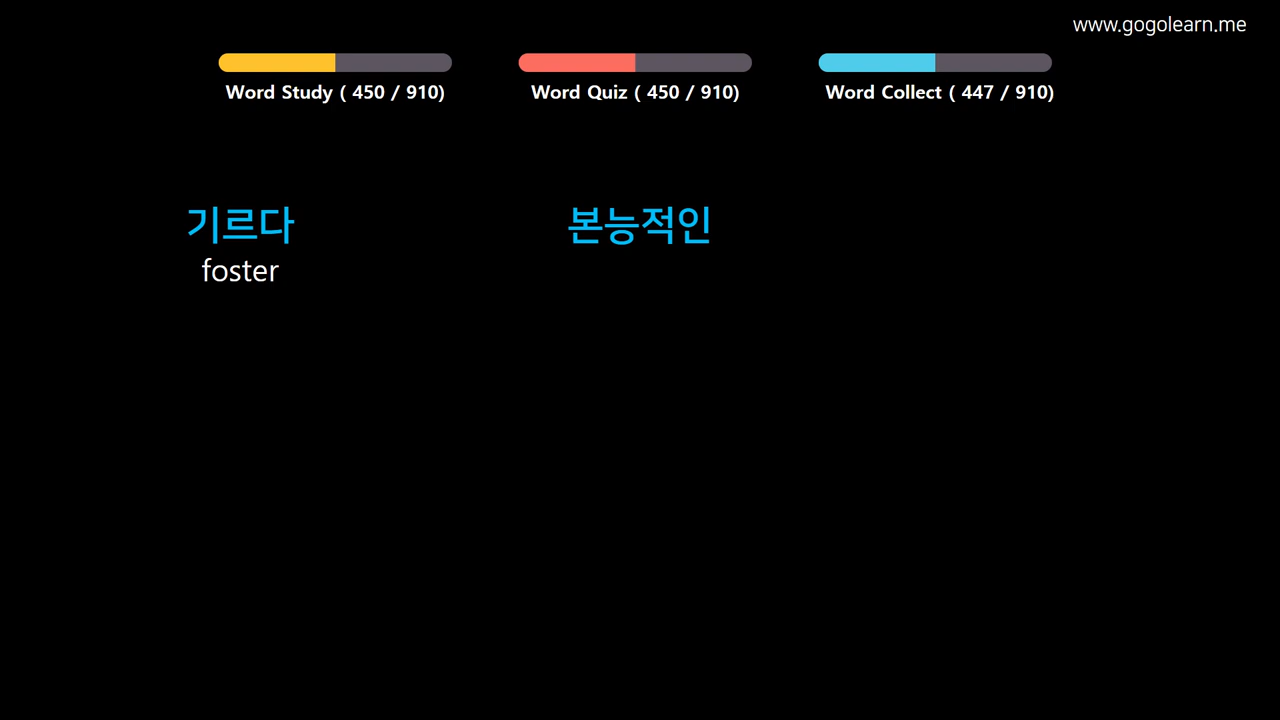 www.gogolearn.me
Word Study ( 450 / 910)
Word Quiz ( 450 / 910)
Word Collect ( 447 / 910)
기르다
foster
본능적인